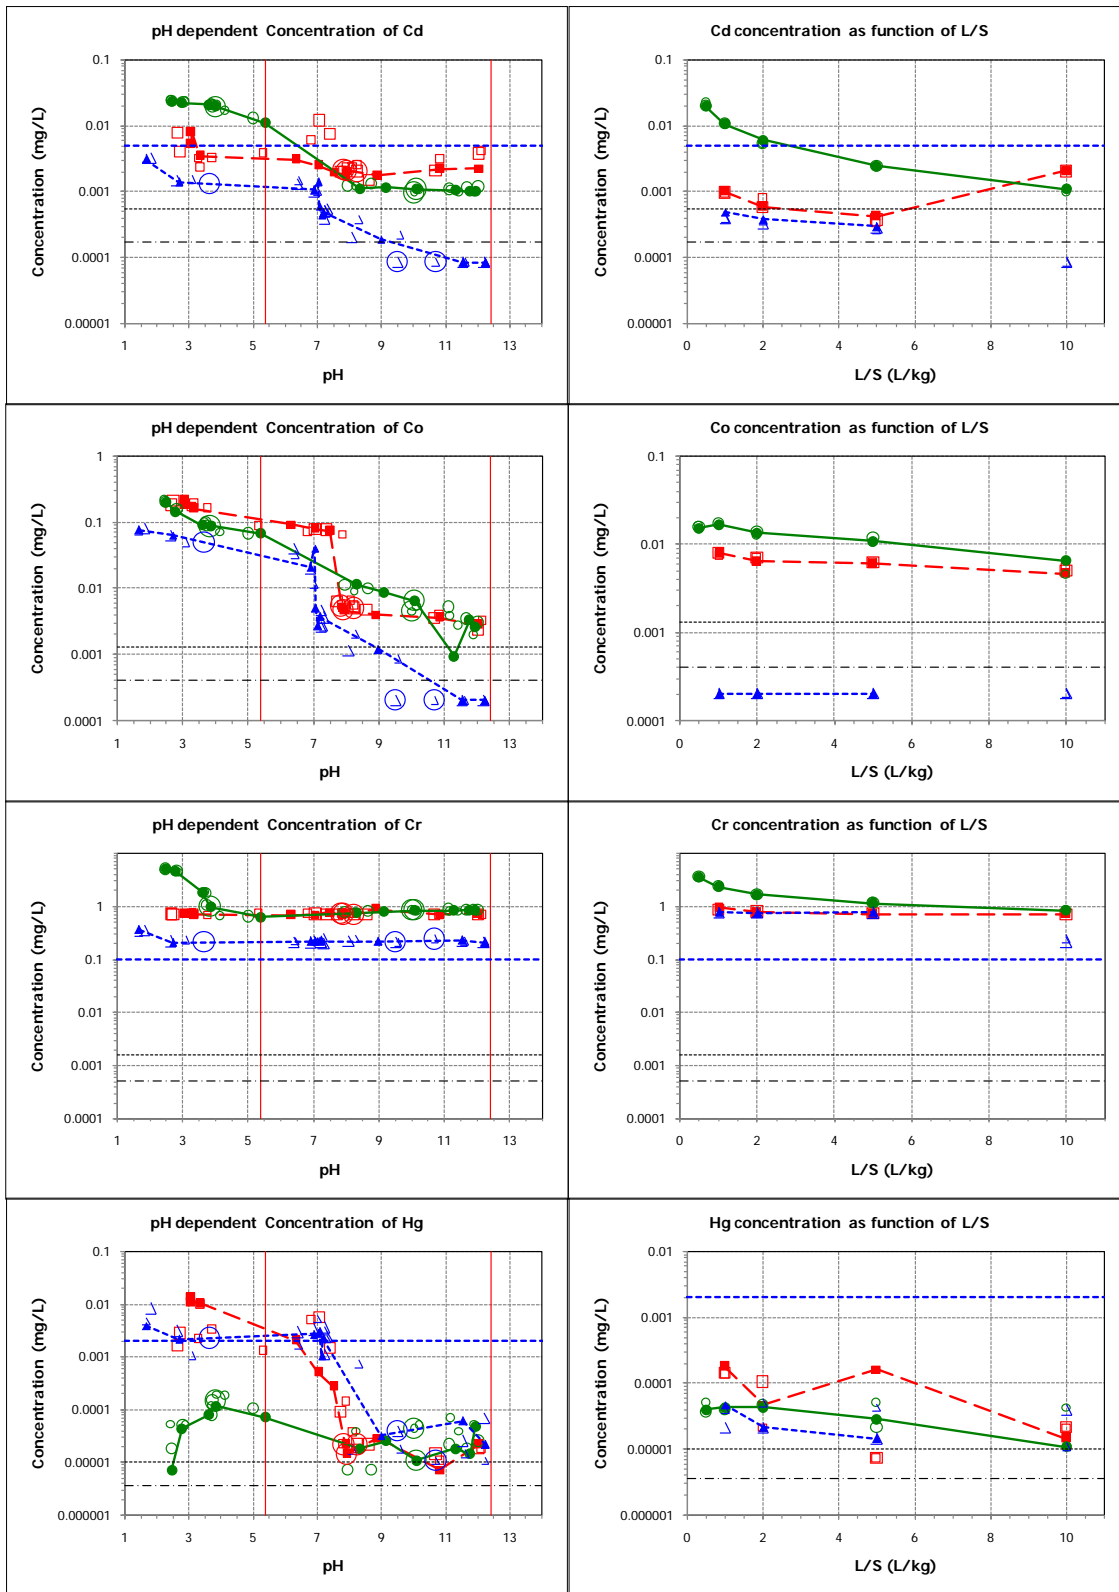 pH dependent Concentration of Cd
0.1
0.01
0.001
0.0001
0.00001
Concentration (mg/L)
1 3 5 7 9 11 13
pH
Cd concentration as function of L/S
0.1
0.01
0.001
0.0001
0.00001
Concentration (mg/L)
0 2 4 6 8 10
L/S (L/kg)
pH dependent Concentration of Co
1
0.1
0.01
0.001
0.0001
Concentration (mg/L)
1 3 5 7 9 11 13
pH
Co concentration as function of L/S
0.1
0.01
0.001
0.0001
Concentration (mg/L)
0 2 4 6 8 10
L/S (L/kg)
pH dependent Concentration of Cr
1
0.1
0.01
0.001
0.0001
Concentration (mg/L)
1 3 5 7 9 11 13
pH
Cr concentration as function of L/S
1
0.1
0.01
0.001
0.0001
Concentration (mg/L)
0 2 4 6 8 10
L/S (L/kg)
pH dependent Concentration of Hg
0.1
0.01
0.001
0.0001
0.00001
0.000001
Concentration (mg/L)
1 3 5 7 9 11 13
pH
Hg concentration as function of L/S
0.01
0.001
0.0001
0.00001
0.000001
Concentration (mg/L)
0 2 4 6 8 10
L/S (L/kg)